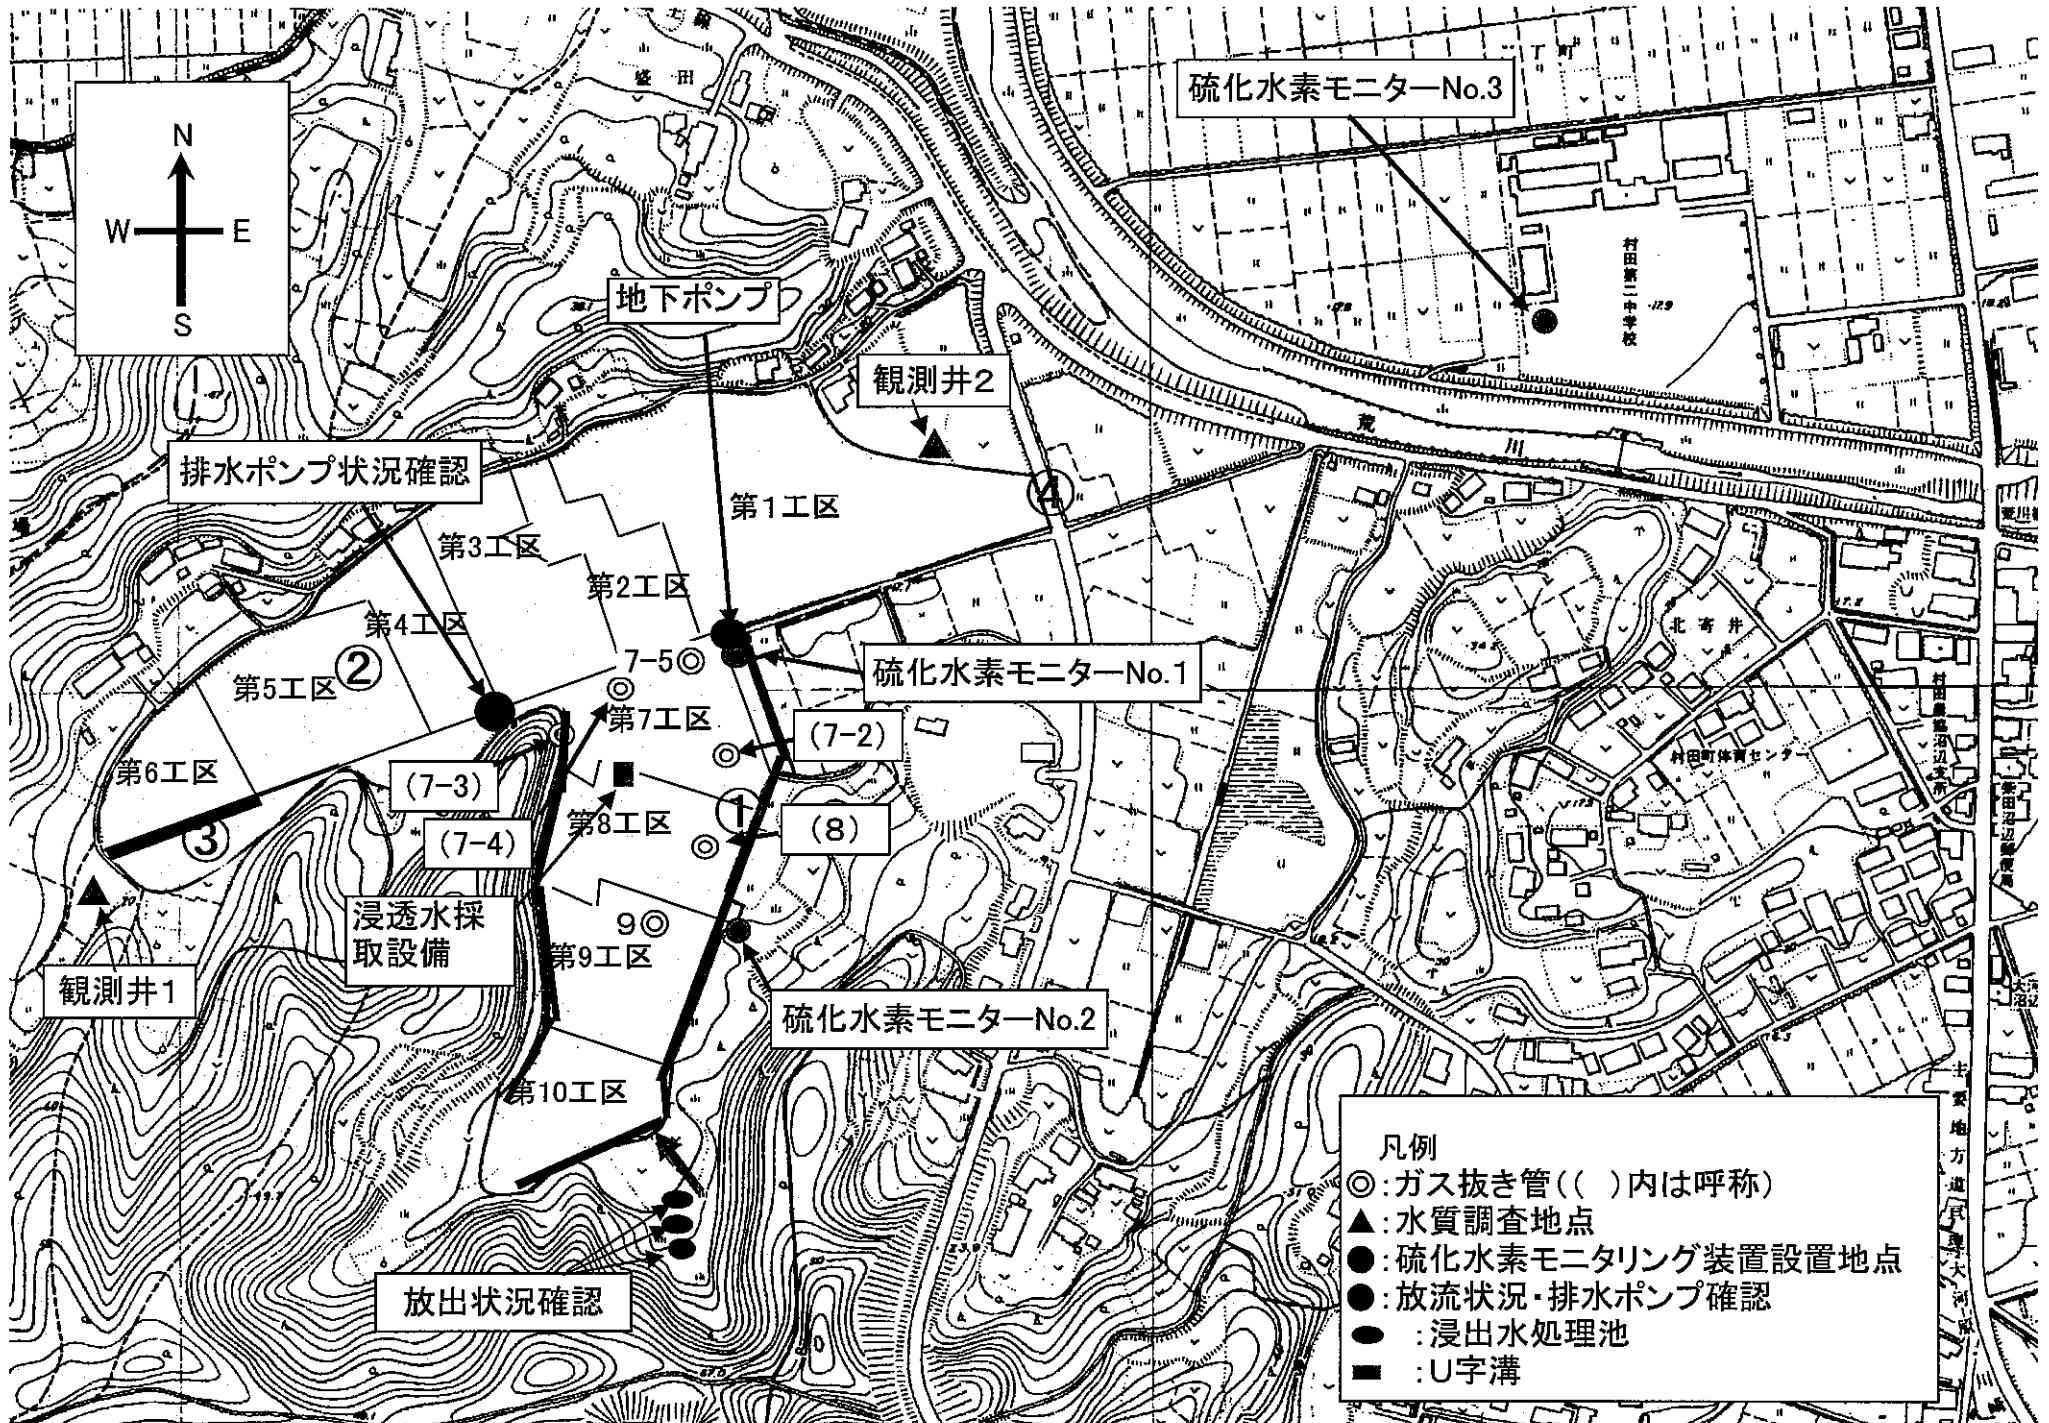 硫化水素モニターNo.3
丁町
盛田
N
W
E
S
村田第二中学校
17.9
地下ポンプ
観測井2
荒
川
排水ポンプ状況確認
第1工区
④
第3工区
第2工区
第4工区
北寄井
7-5
硫化水素モニターNo.1
②
第5工区
第7工区
(7-2)
村田町体育センター
第6工区
(7-3)
①
第8工区
(8)
(7-4)
③
浸透水採
取設備
9
第9工区
観測井1
硫化水素モニターNo.2
第10工区
放出状況確認
凡例
◎:ガス抜き管(( )内は呼称)
▲:水質調査地点
●:硫化水素モニタリング装置設置地点
●:放流状況・排水ポンプ確認
:浸出水処理池
:U字溝